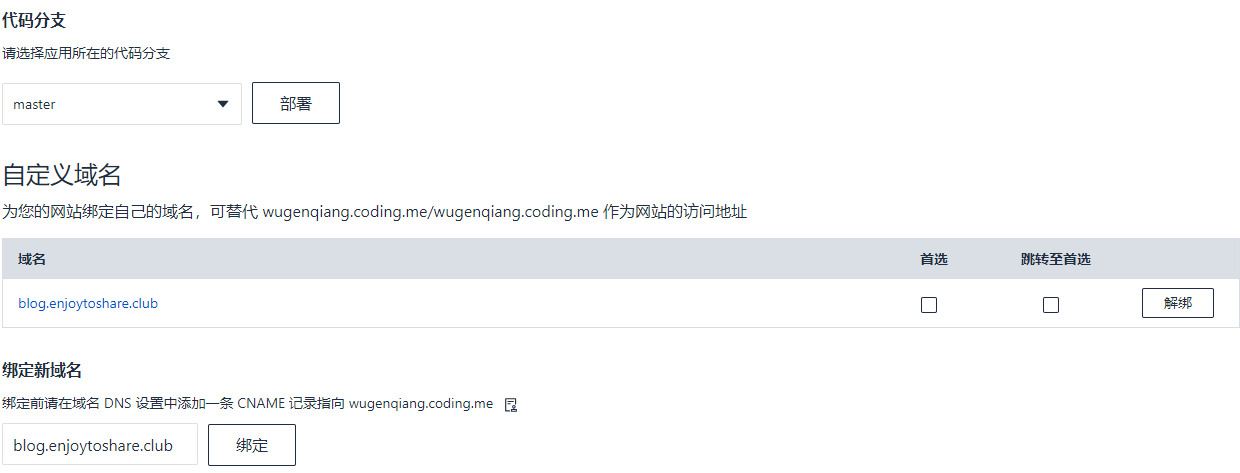 代码分支
请选择应用所在的代码分支
master 部署
自定义域名
为您的网站绑定自己的域名，可替代 wugenqiang.coding.me/wugenqiang.coding.me 作为网站的访问地址
域名 首选 跳转至首选
blog.enjoytoshare.club 解绑
绑定新域名
绑定前请在域名 DNS 设置中添加一条 CNAME 记录指向 wugenqiang.coding.me
blog.enjoytoshare.club 绑定